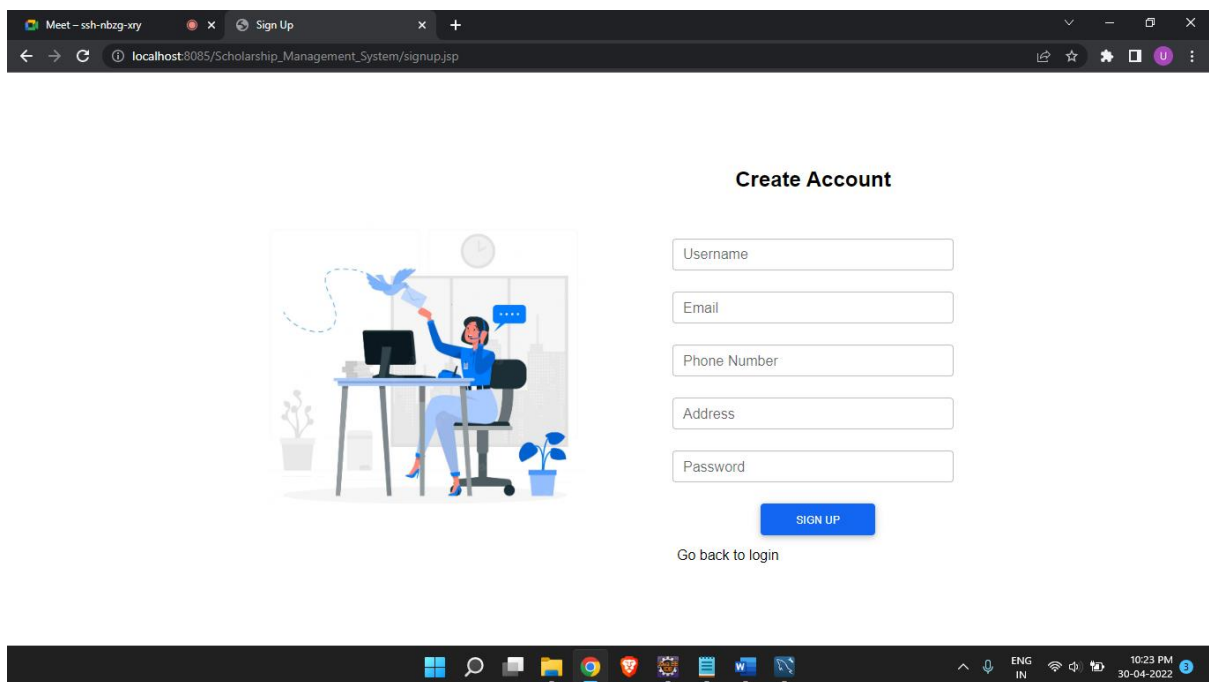 Meet – ssh-nbzg-xry
Sign Up
localhost:8085/Scholarship_Management_System/signup.jsp
U
Create Account
Username
Email
Phone Number
Address
Password
SIGN UP
Go back to login
ENG
IN
10:23 PM
30-04-2022
3